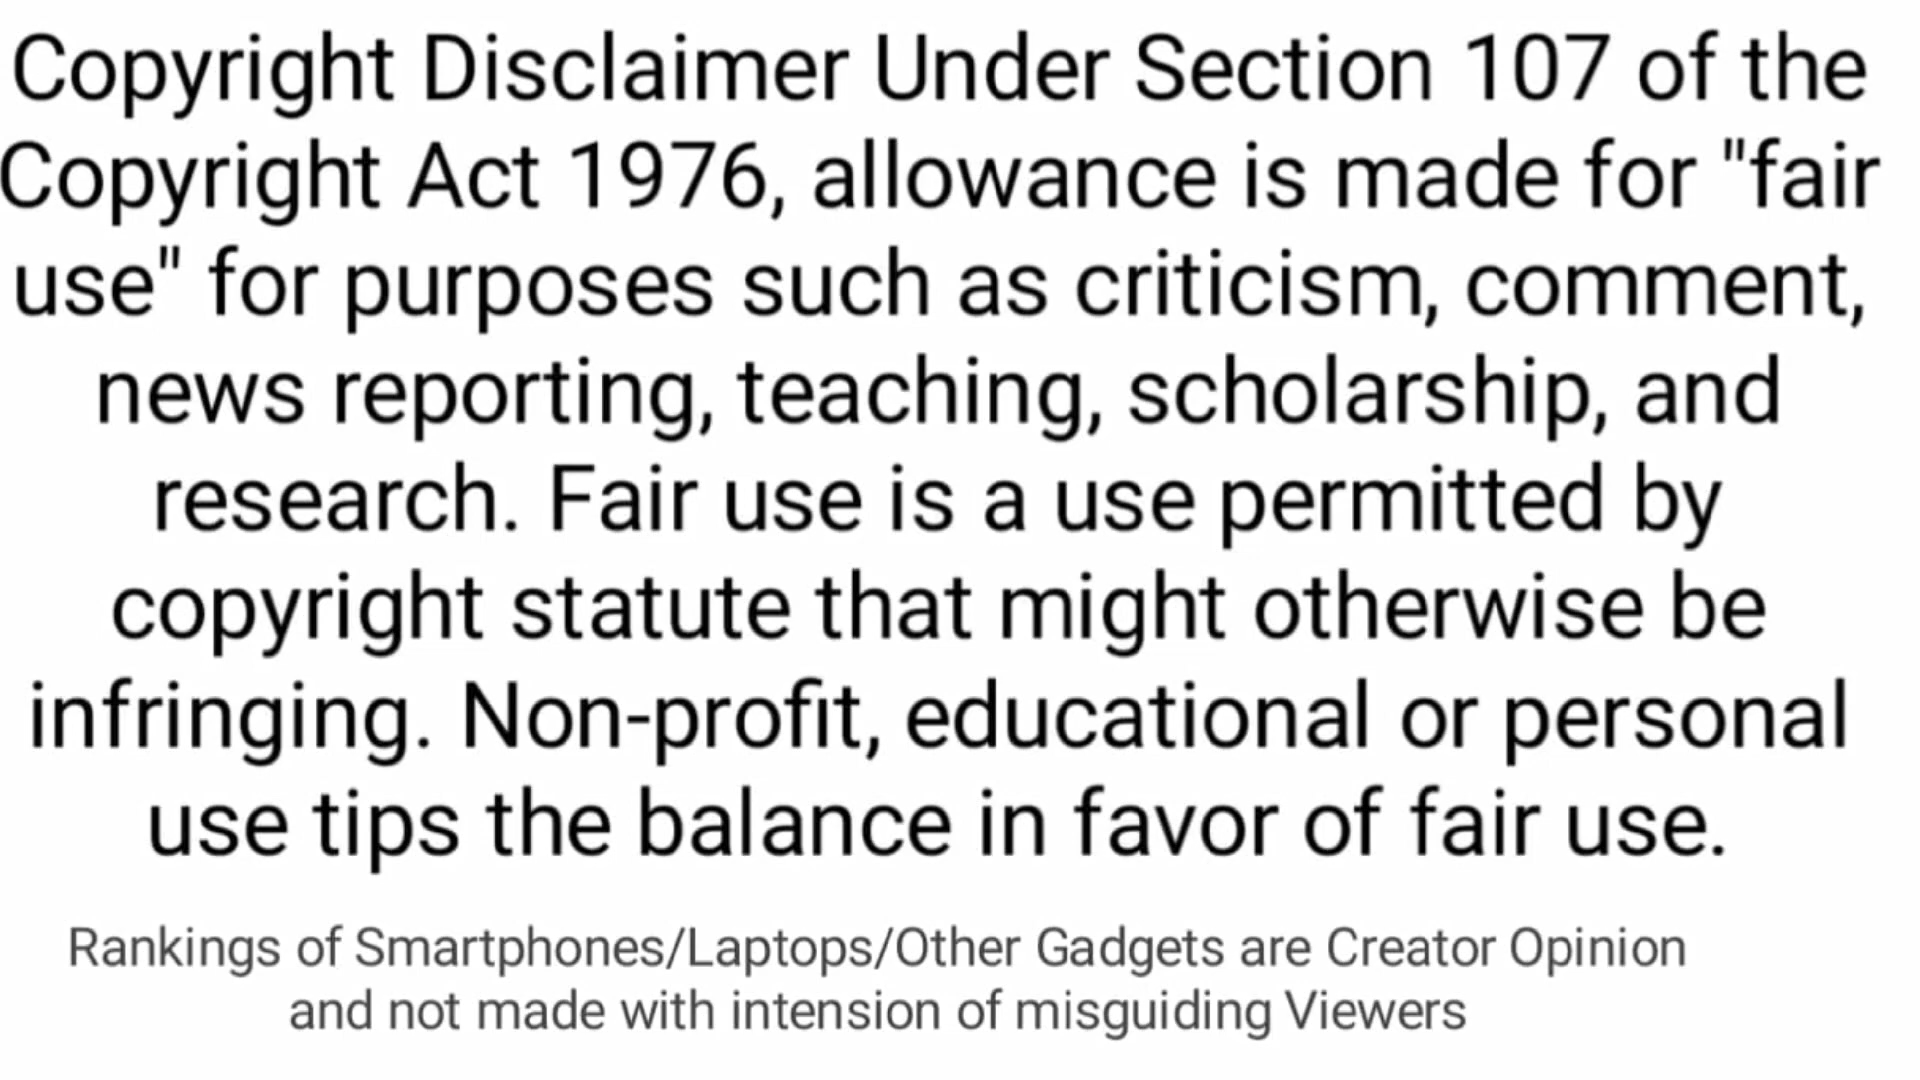 Copyright Disclaimer Under Section 107 of the
Copyright Act 1976, allowance is made for "fair
use" for purposes such as criticism, comment,
news reporting, teaching, scholarship, and
research. Fair use is a use permitted by
copyright statute that might otherwise be
infringing. Non-profit, educational or personal
use tips the balance in favor of fair use.
Rankings of Smartphones/Laptops/Other Gadgets are Creator Opinion
and not made with intension of misguiding Viewers